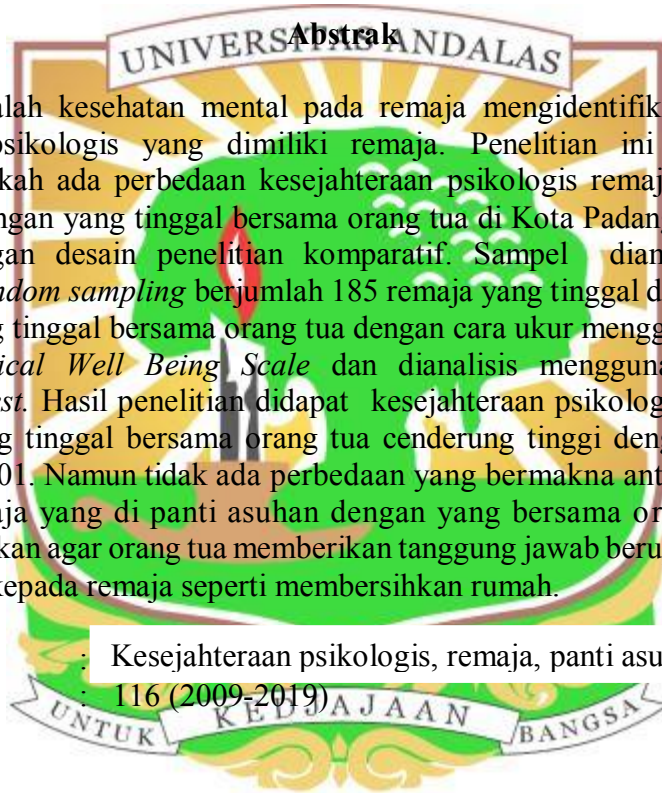 Abstrak
UNIVERSITAS ANDALAS
alah kesehatan mental pada remaja mengidentifik
psikologis yang dimiliki remaja. Penelitian ini
kah ada perbedaan kesejahteraan psikologis remaj
ngan yang tinggal bersama orang tua di Kota Padang
gan desain penelitian komparatif. Sampel dian
ndom sampling berjumlah 185 remaja yang tinggal d
g tinggal bersama orang tua dengan cara ukur mengg
ical Well Being Scale dan dianalisis mengguna
st. Hasil penelitian didapat kesejahteraan psikolog
ng tinggal bersama orang tua cenderung tinggi deng
01. Namun tidak ada perbedaan yang bermakna ant
aja yang di panti asuhan dengan yang bersama or
kan agar orang tua memberikan tanggung jawab beru
kepada remaja seperti membersihkan rumah.
: Kesejahteraan psikologis, remaja, panti asu
: 116 (2009-2019)
UNTUK KEDJAJAAN BANGSA